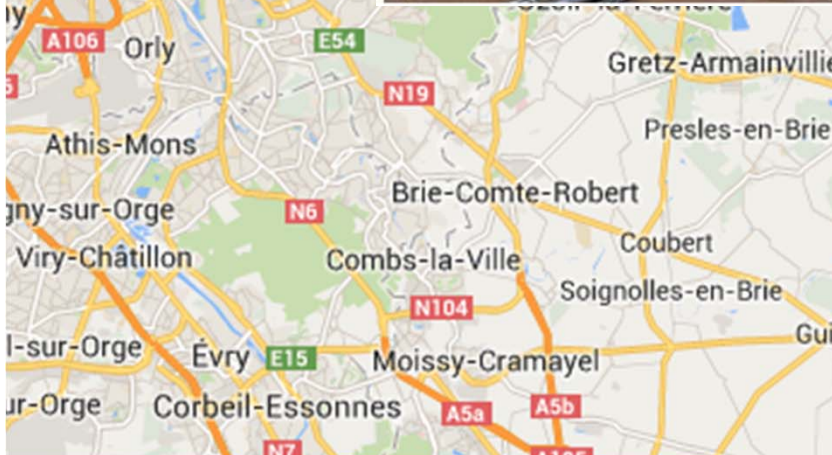 A106
Orly
E54
Gretz-Armainvillie
N19
Presles-en-Brie
Athis-Mons
Brie-Comte-Robert
gny-sur-Orge
N6
Coubert
Viry-Châtillon
Combs-la-Ville
Soignolles-en-Brie
N104
Gui
l-sur-Orge
Évry
E15
Moissy-Cramayel
ur-Orge
Corbeil-Essonnes
A5a
A5b
N7